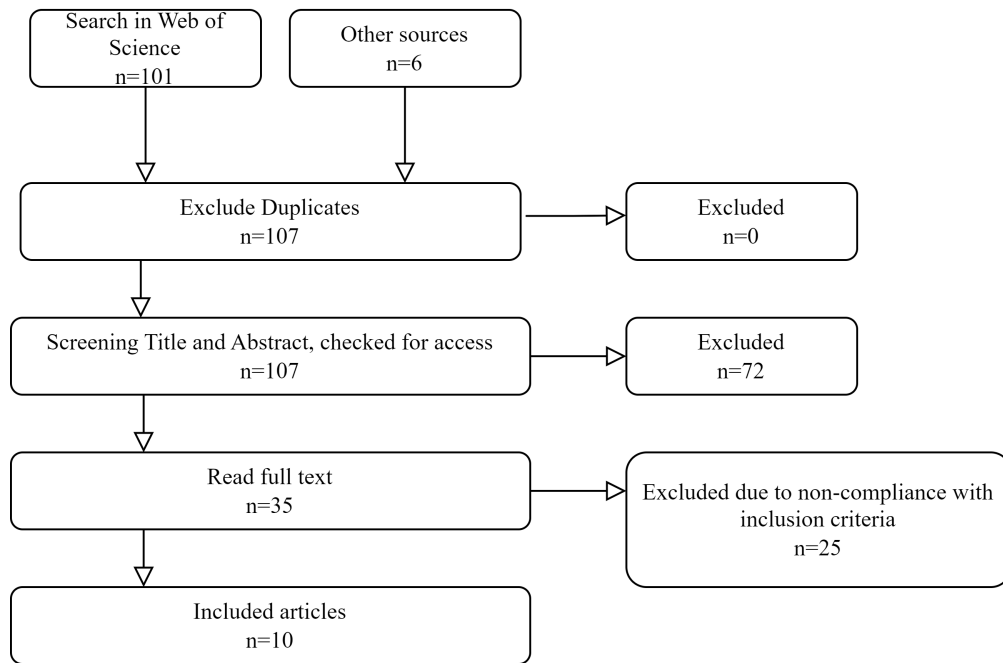 Search in Web of
Science
n=101
Other sources
n=6
Exclude Duplicates
n=107
Excluded
n=0
Screening Title and Abstract, checked for access
n=107
Excluded
n=72
Read full text
n=35
Excluded due to non-compliance with
inclusion criteria
n=25
Included articles
n=10